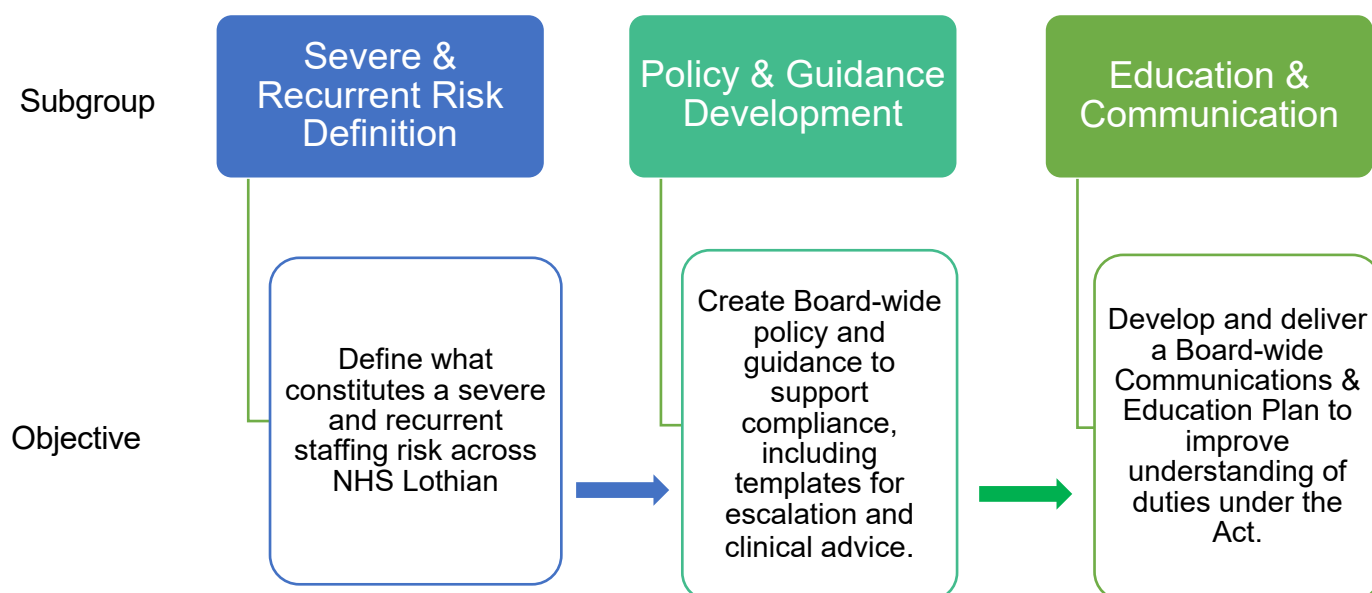 Subgroup
Severe &
Recurrent Risk
Definition
Policy & Guidance
Development
Education &
Communication
Objective
Define what
constitutes a severe
and recurrent
staffing risk across
NHS Lothian
Create Board-wide
policy and
guidance to
support
compliance,
including
templates for
escalation and
clinical advice.
Develop and deliver
a Board-wide
Communications &
Education Plan to
improve
understanding of
duties under the
Act.